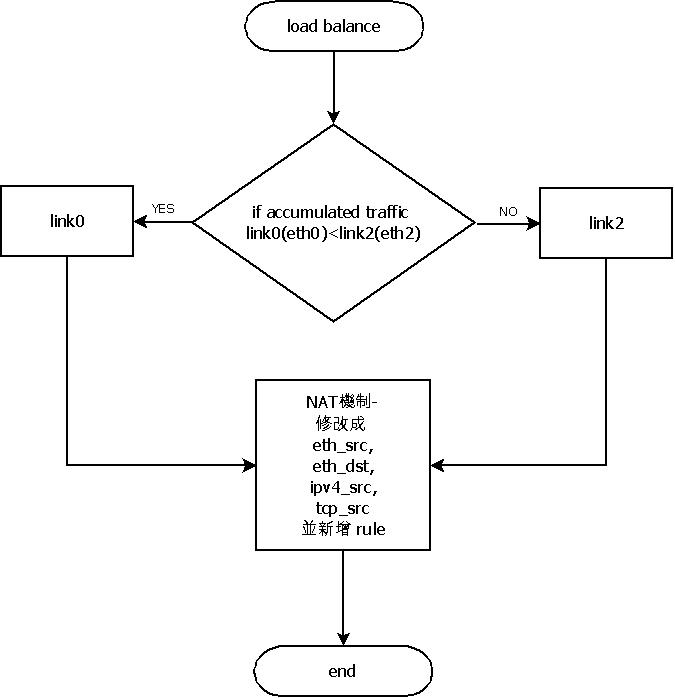 load balance
if accumulated traffic
link0(eth0)<link2(eth2)
YES
NO
link0
link2
NAT機制-
修改成
eth_src,
eth_dst,
ipv4_src,
tcp_src
並新增 rule
end